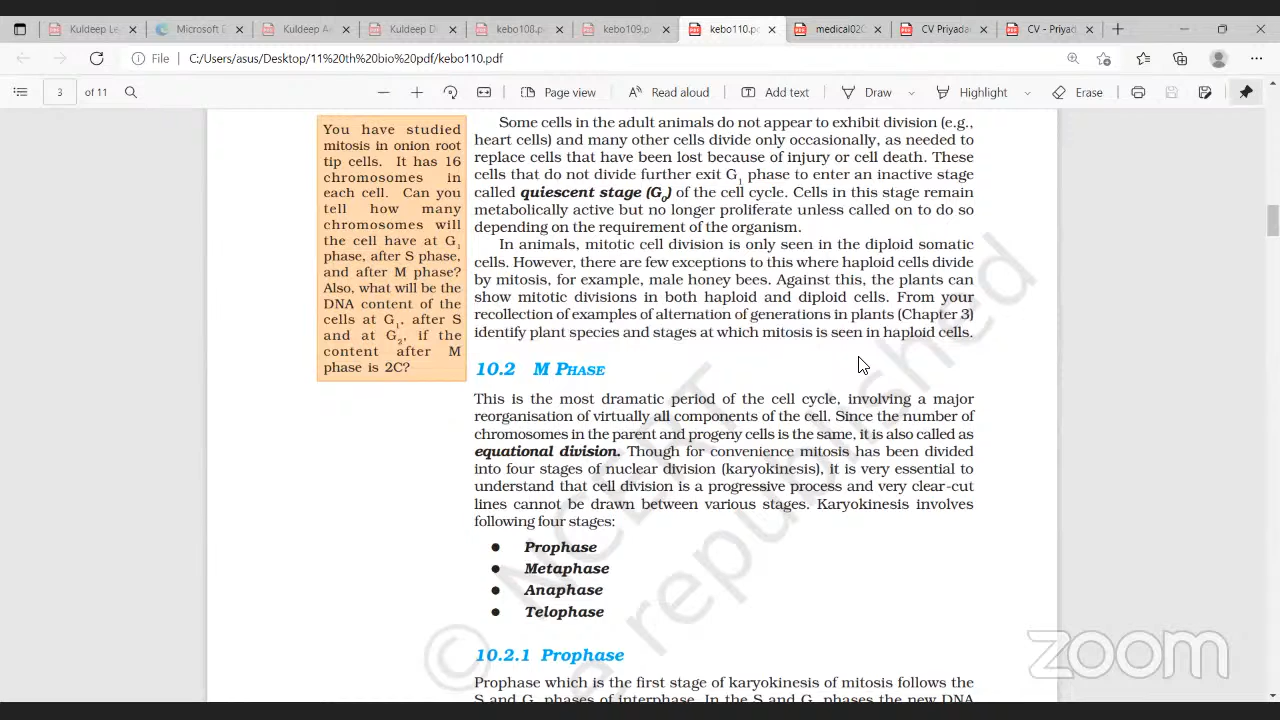 Kuldeep Le
Microsoft E
Kuldeep A
Kuldeep D
kebo108.p
kebo109.p
kebo110.po
medical02C
CV Priyada
CV - Priyad
File
C:/Users/asus/Desktop/11%20th%20bio%20pdf/kebo110.pdf
3 of 11
Page view
Read aloud
Add text
Draw
Highlight
Erase
You have studied
mitosis in onion root
tip cells. It has 16
chromosomes in
each cell. Can you
tell how many
chromosomes will
the cell have at G1
phase, after S phase,
and after M phase?
Also, what will be the
DNA content of the
cells at G1, after S
and at G2, if the
content after M
phase is 2C?
Some cells in the adult animals do not appear to exhibit division (e.g.,
heart cells) and many other cells divide only occasionally, as needed to
replace cells that have been lost because of injury or cell death. These
cells that do not divide further exit G1 phase to enter an inactive stage
called quiescent stage (G0) of the cell cycle. Cells in this stage remain
metabolically active but no longer proliferate unless called on to do so
depending on the requirement of the organism.
In animals, mitotic cell division is only seen in the diploid somatic
cells. However, there are few exceptions to this where haploid cells divide
by mitosis, for example, male honey bees. Against this, the plants can
show mitotic divisions in both haploid and diploid cells. From your
recollection of examples of alternation of generations in plants (Chapter 3)
identify plant species and stages at which mitosis is seen in haploid cells.
10.2 M PHASE
This is the most dramatic period of the cell cycle, involving a major
reorganisation of virtually all components of the cell. Since the number of
chromosomes in the parent and progeny cells is the same, it is also called as
equational division. Though for convenience mitosis has been divided
into four stages of nuclear division (karyokinesis), it is very essential to
understand that cell division is a progressive process and very clear-cut
lines cannot be drawn between various stages. Karyokinesis involves
following four stages:
● Prophase
● Metaphase
● Anaphase
● Telophase
10.2.1 Prophase
Prophase which is the first stage of karyokinesis of mitosis follows the
S and G2 phases of interphase. In the S and G2 phases the new DNA
© NCERT
e republished
zoom